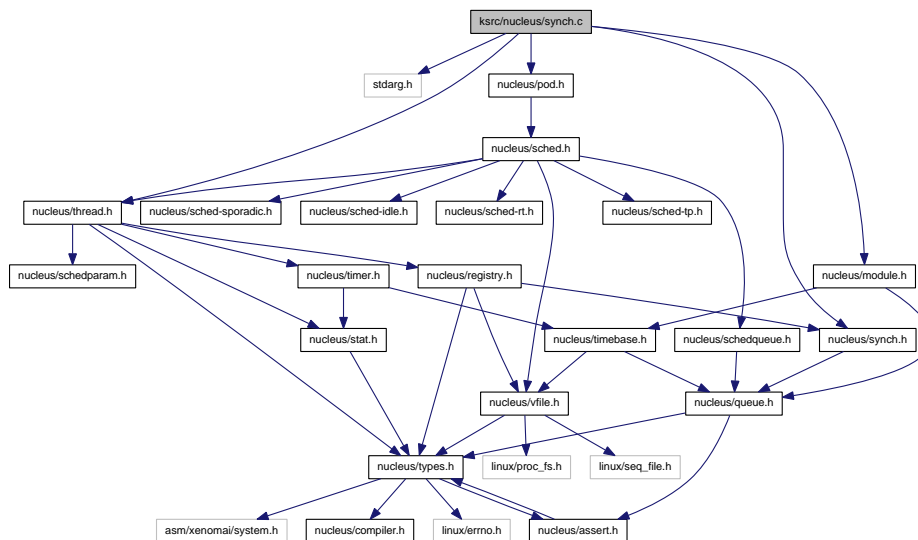 ksrc/nucleus/synch.c
stdarg.h
nucleus/pod.h
nucleus/sched.h
nucleus/thread.h
nucleus/sched-sporadic.h
nucleus/sched-idle.h
nucleus/sched-rt.h
nucleus/sched-tp.h
nucleus/schedparam.h
nucleus/timer.h
nucleus/registry.h
nucleus/module.h
nucleus/stat.h
nucleus/timebase.h
nucleus/schedqueue.h
nucleus/synch.h
nucleus/vfile.h
nucleus/queue.h
nucleus/types.h
linux/proc_fs.h
linux/seq_file.h
asm/xenomai/system.h
nucleus/compiler.h
linux/errno.h
nucleus/assert.h